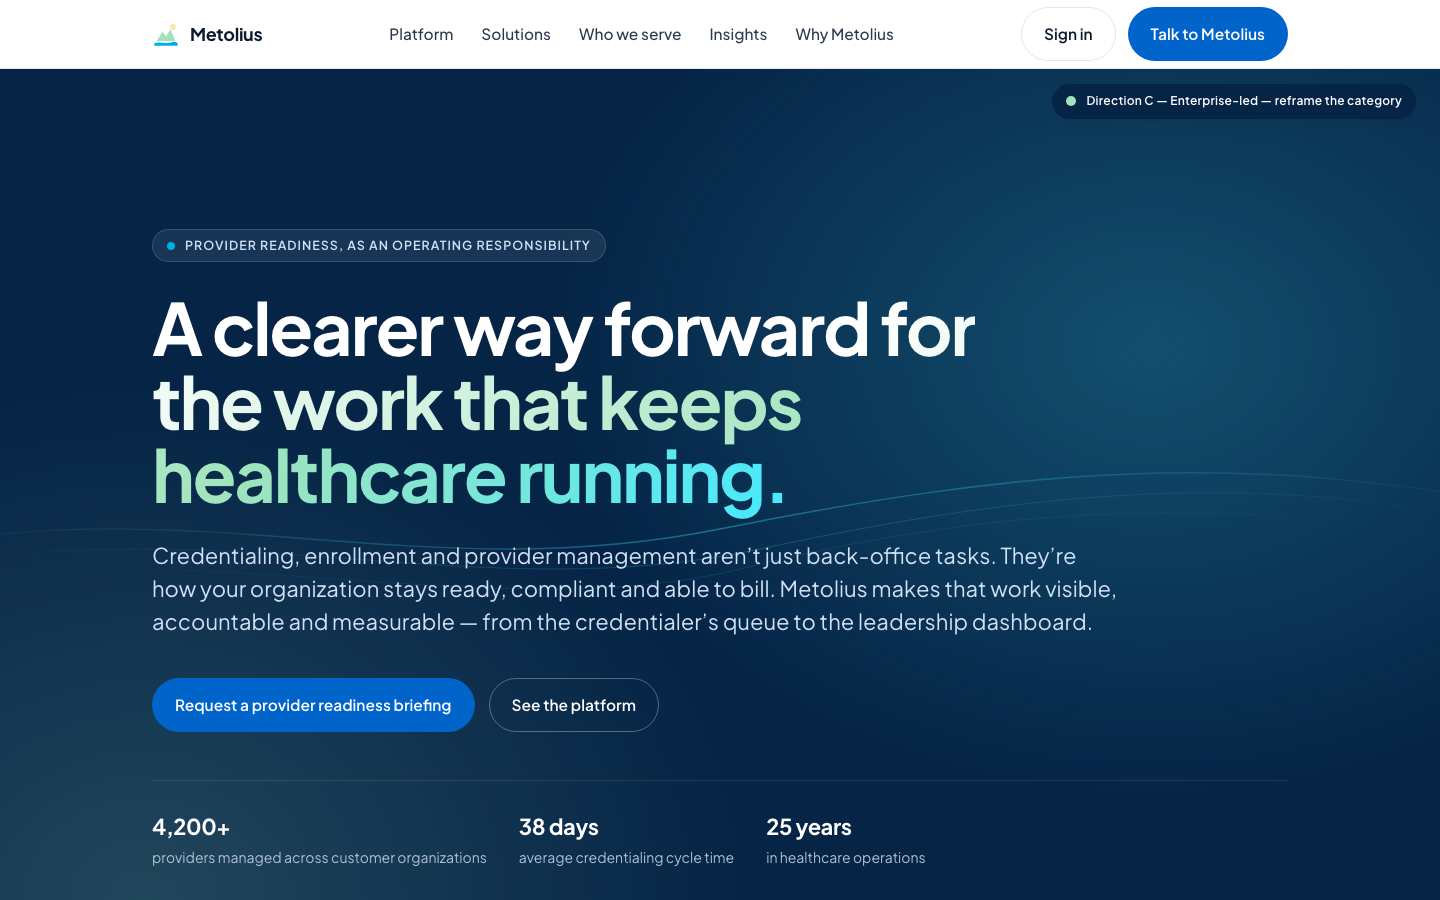 Metolius
Platform
Solutions
Who we serve
Insights
Why Metolius
Sign in
Talk to Metolius
Direction C — Enterprise-led — reframe the category
PROVIDER READINESS, AS AN OPERATING RESPONSIBILITY
A clearer way forward for
the work that keeps
healthcare running.
Credentialing, enrollment and provider management aren’t just back-office tasks. They’re
how your organization stays ready, compliant and able to bill. Metolius makes that work visible,
accountable and measurable — from the credentialer’s queue to the leadership dashboard.
Request a provider readiness briefing
See the platform
4,200+
providers managed across customer organizations
38 days
average credentialing cycle time
25 years
in healthcare operations